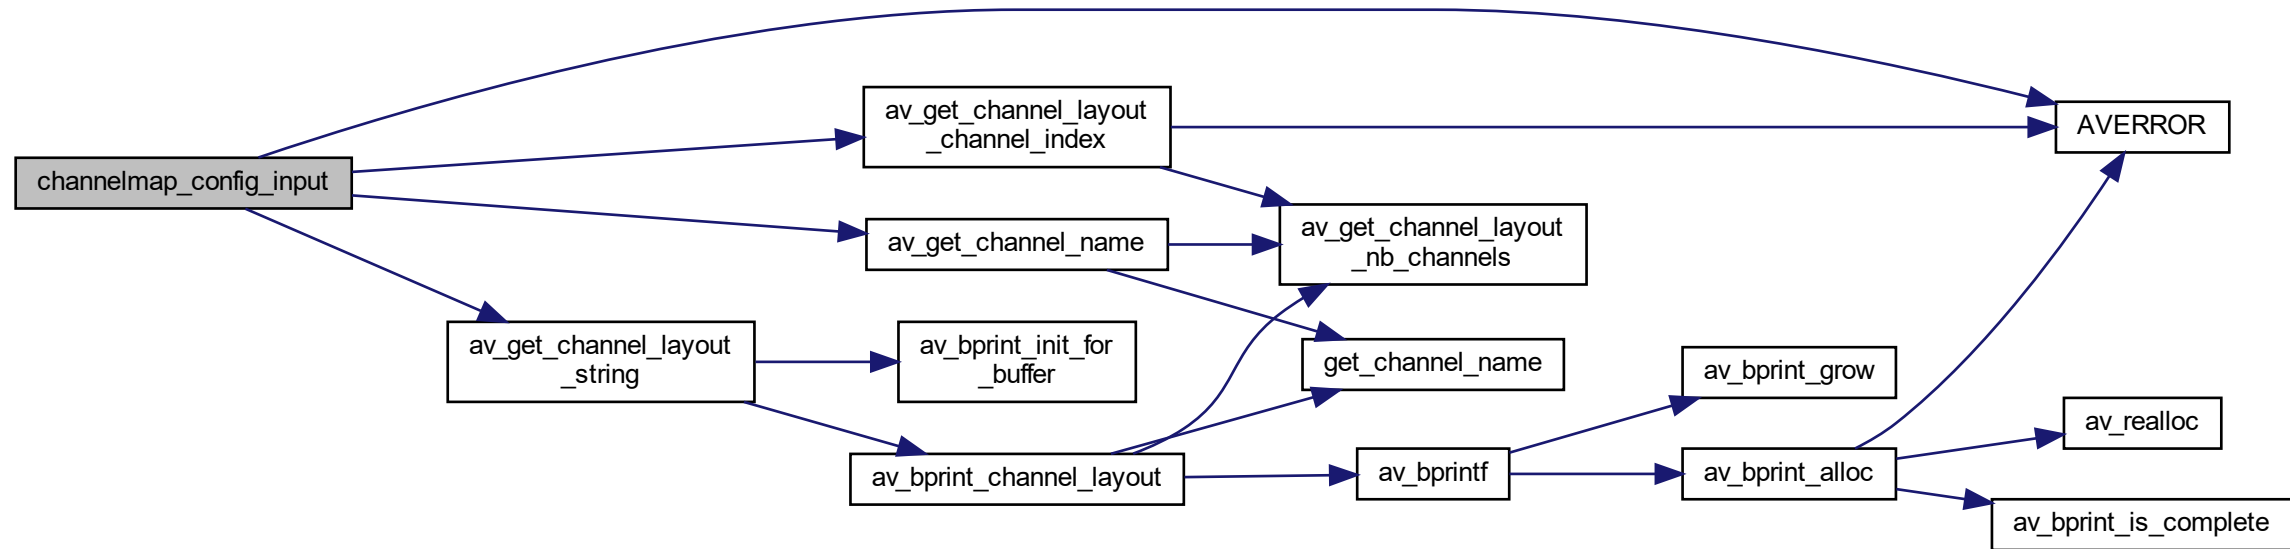 channelmap_config_input
av_get_channel_layout
_channel_index
av_get_channel_name
av_get_channel_layout
_string
av_bprint_init_for
_buffer
av_bprint_channel_layout
av_get_channel_layout
_nb_channels
get_channel_name
av_bprintf
av_bprint_grow
av_bprint_alloc
AVERROR
av_realloc
av_bprint_is_complete